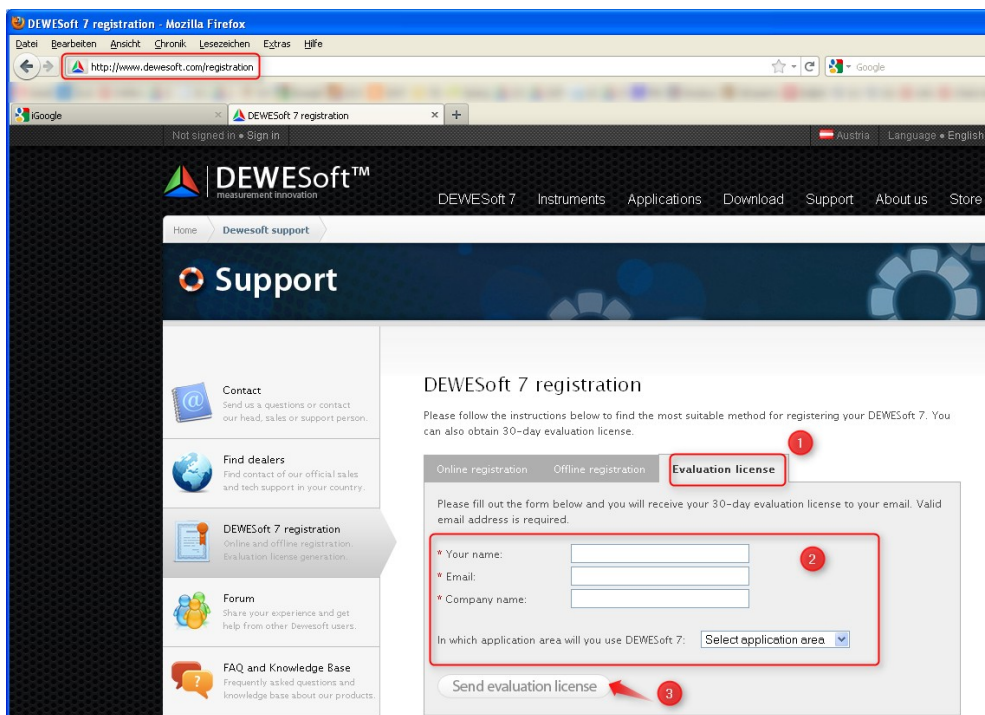 DEWESoft 7 registration - Mozilla Firefox
Datei Bearbeiten Ansicht Chronik Lesezeichen Extras Hilfe
http://www.dewesoft.com/registration
Google
iGoogle
DEWESoft 7 registration
Not signed in • Sign in
Austria Language • English
DEWESoft™
measurement innovation
DEWESoft 7 Instruments Applications Download Support About us Store
Home Dewesoft support
Support
Contact
Send us a questions or contact
our head, sales or support person.
Find dealers
Find contact of our official sales
and tech support in your country.
DEWESoft 7 registration
Online and offline registration.
Evaluation license generation.
Forum
Share your experience and get
help from other Dewesoft users.
FAQ and Knowledge Base
Frequently asked questions and
knowledge base about our products.
DEWESoft 7 registration
Please follow the instructions below to find the most suitable method for registering your DEWESoft 7. You
can also obtain 30-day evaluation license.
1
Online registration Offline registration Evaluation license
Please fill out the form below and you will receive your 30-day evaluation license to your email. Valid
email address is required.
* Your name:
2
* Email:
* Company name:
In which application area will you use DEWESoft 7: Select application area
Send evaluation license
3